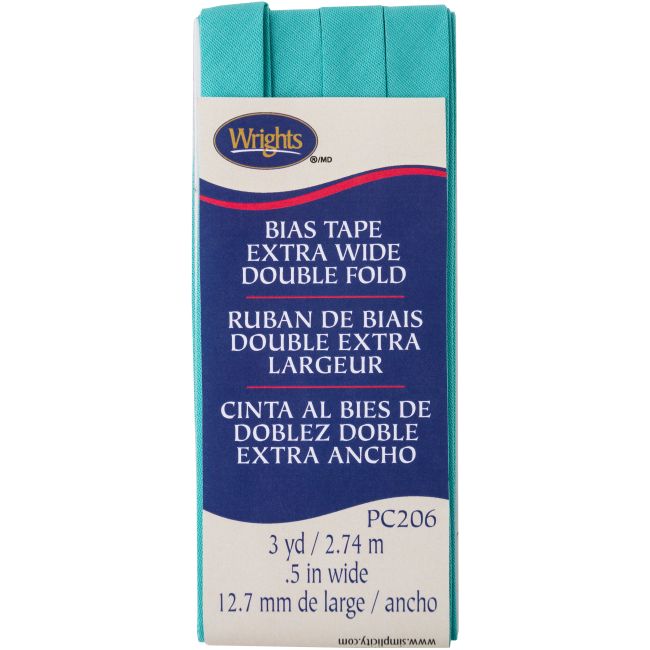 Wrights
®/MD
BIAS TAPE
EXTRA WIDE
DOUBLE FOLD
RUBAN DE BIAIS
DOUBLE EXTRA
LARGEUR
CINTA AL BIES DE
DOBLEZ DOBLE
EXTRA ANCHO
PC206
3 yd / 2.74 m
.5 in wide
12.7 mm de large / ancho
www.simplicity.com